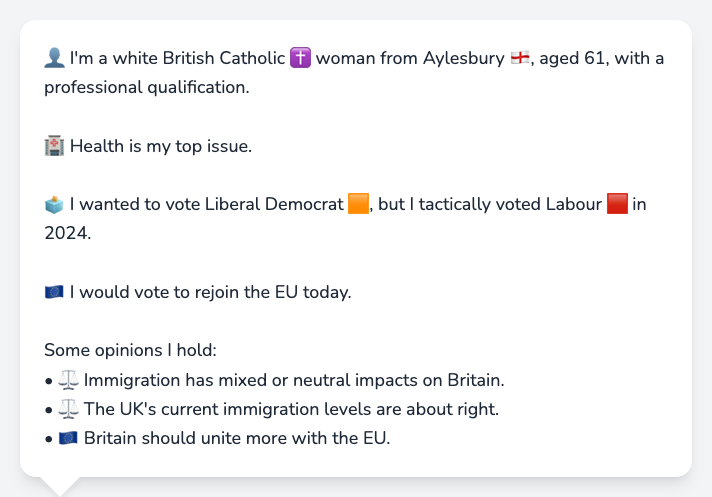 👤 I'm a white British Catholic ✝️ woman from Aylesbury 🏴󠁧󠁢󠁥󠁮󠁧󠁿, aged 61, with a
professional qualification.
🏥 Health is my top issue.
🗳️ I wanted to vote Liberal Democrat 🟧, but I tactically voted Labour 🟥 in
2024.
🇪🇺 I would vote to rejoin the EU today.
Some opinions I hold:
• ⚖️ Immigration has mixed or neutral impacts on Britain.
• ⚖️ The UK's current immigration levels are about right.
• 🇪🇺 Britain should unite more with the EU.